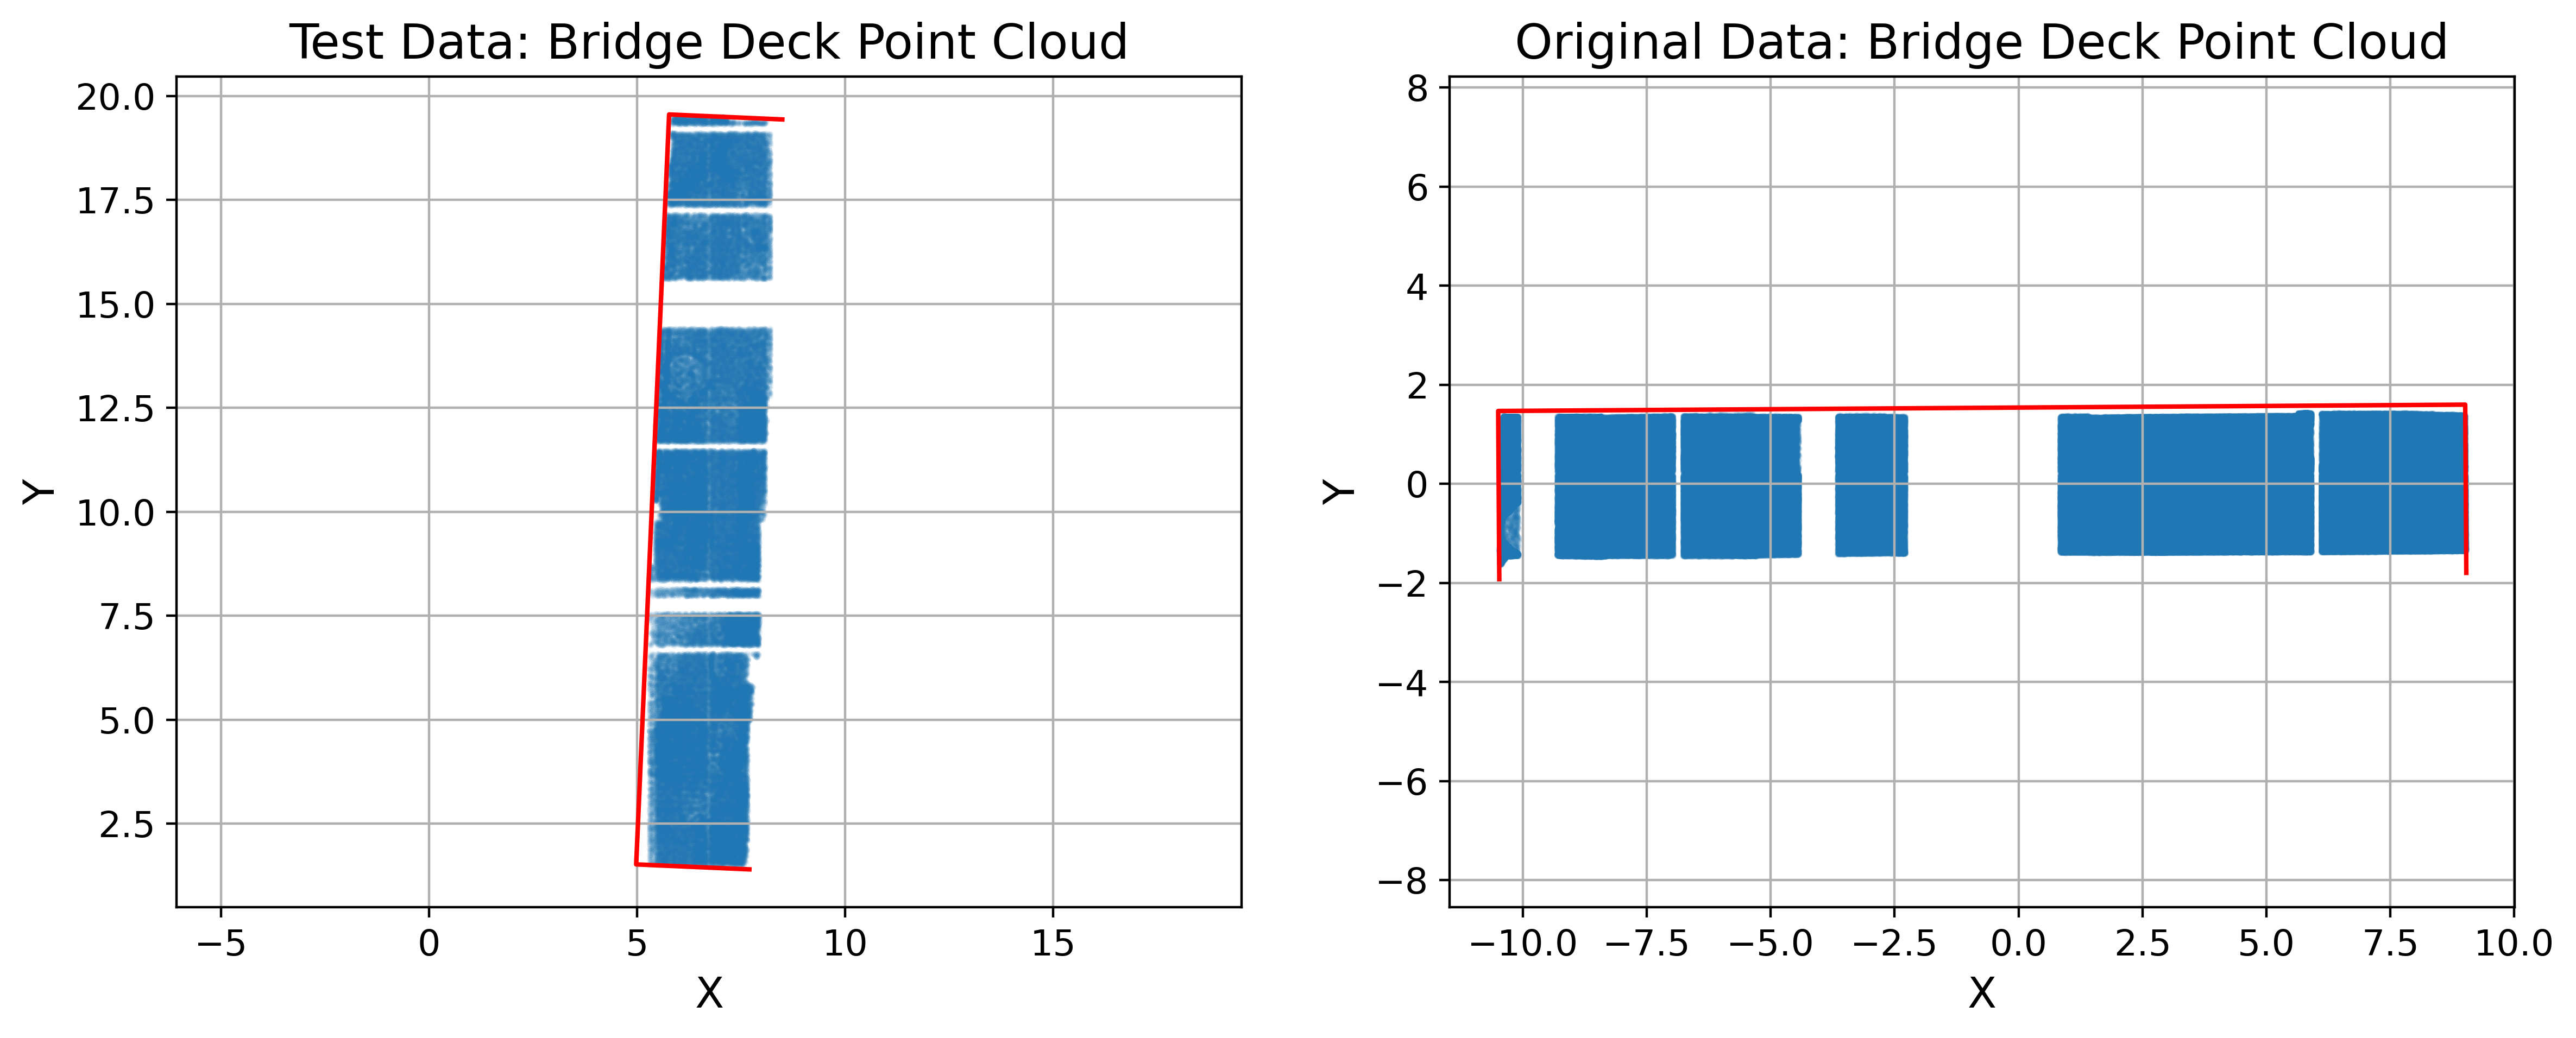 Test Data: Bridge Deck Point Cloud
20.0
17.5
15.0
12.5
10.0
7.5
5.0
2.5
Y
−5 0 5 10 15
X
Original Data: Bridge Deck Point Cloud
8
6
4
2
0
−2
−4
−6
−8
Y
−10.0 −7.5 −5.0 −2.5 0.0 2.5 5.0 7.5 10.0
X